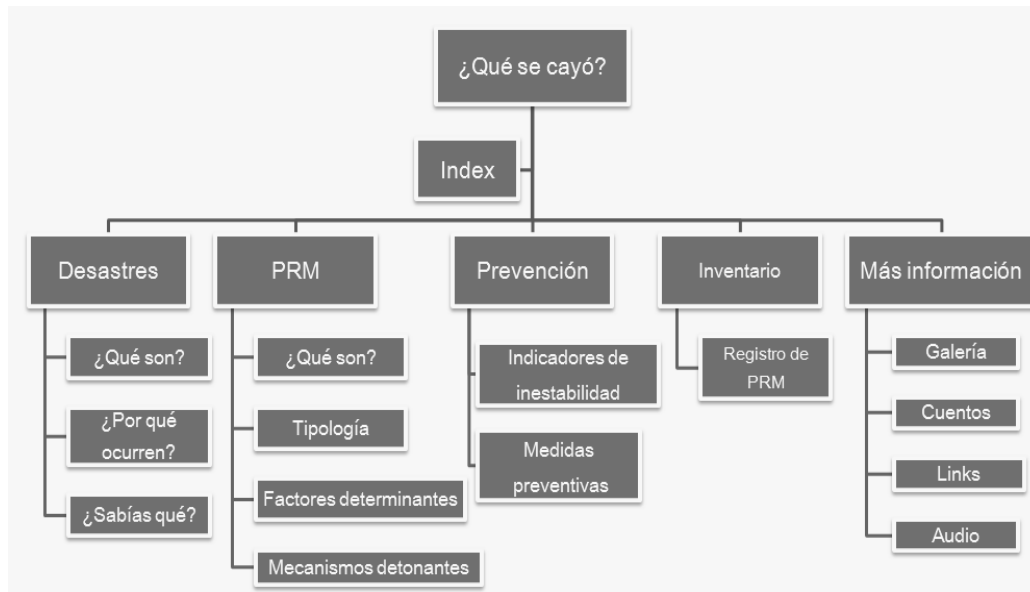 ¿Qué se cayó?
Index
Desastres
¿Qué son?
¿Por qué
ocurren?
¿Sabías qué?
PRM
¿Qué son?
Tipología
Factores determinantes
Mecanismos detonantes
Prevención
Indicadores de
inestabilidad
Medidas
preventivas
Inventario
Registro de
PRM
Más información
Galería
Cuentos
Links
Audio